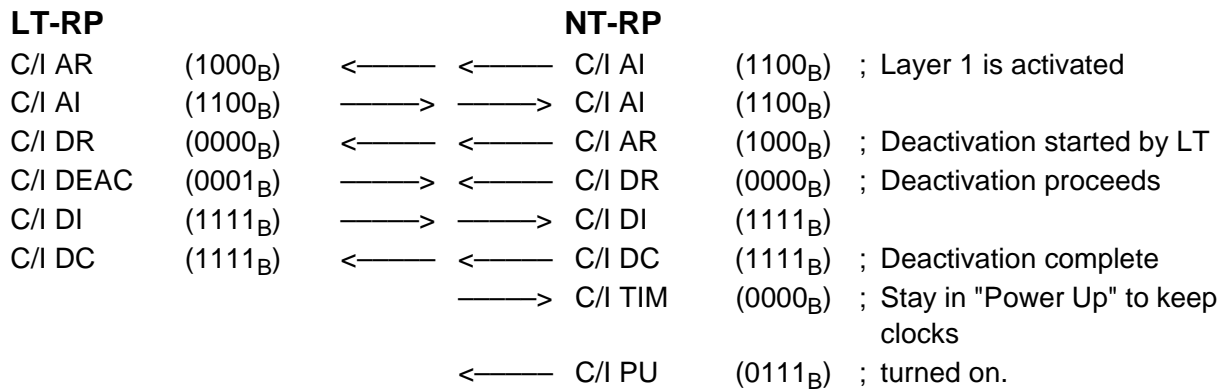 LT-RP NT-RP
C/I AR (1000B) <––––– <––––– C/I AI (1100B) ; Layer 1 is activated
C/I AI (1100B) –––––> –––––> C/I AI (1100B)
C/I DR (0000B) <––––– <––––– C/I AR (1000B) ; Deactivation started by LT
C/I DEAC (0001B) –––––> <––––– C/I DR (0000B) ; Deactivation proceeds
C/I DI (1111B) –––––> –––––> C/I DI (1111B)
C/I DC (1111B) <––––– <––––– C/I DC (1111B) ; Deactivation complete
–––––> C/I TIM (0000B) ; Stay in "Power Up" to keep
clocks
<––––– C/I PU (0111B) ; turned on.